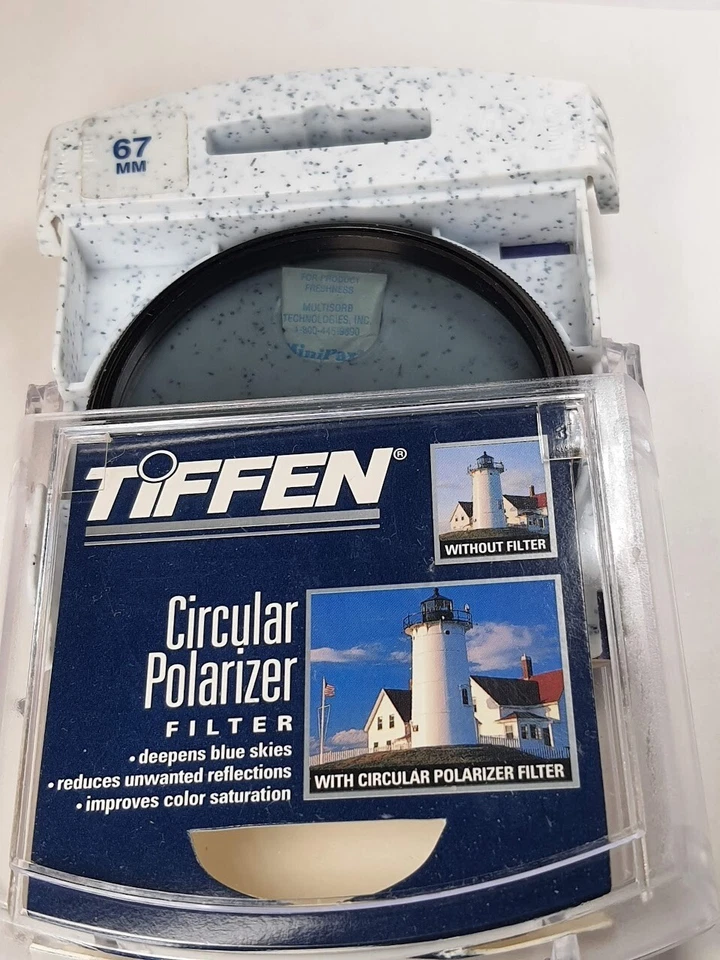 67
MM
FOR PRODUCT
FRESHNESS
MULTISORB
TECHNOLOGIES, INC.
MiniPax
TIFFEN®
WITHOUT FILTER
Circular
Polarizer
FILTER
• deepens blue skies
• reduces unwanted reflections
• improves color saturation
WITH CIRCULAR POLARIZER FILTER